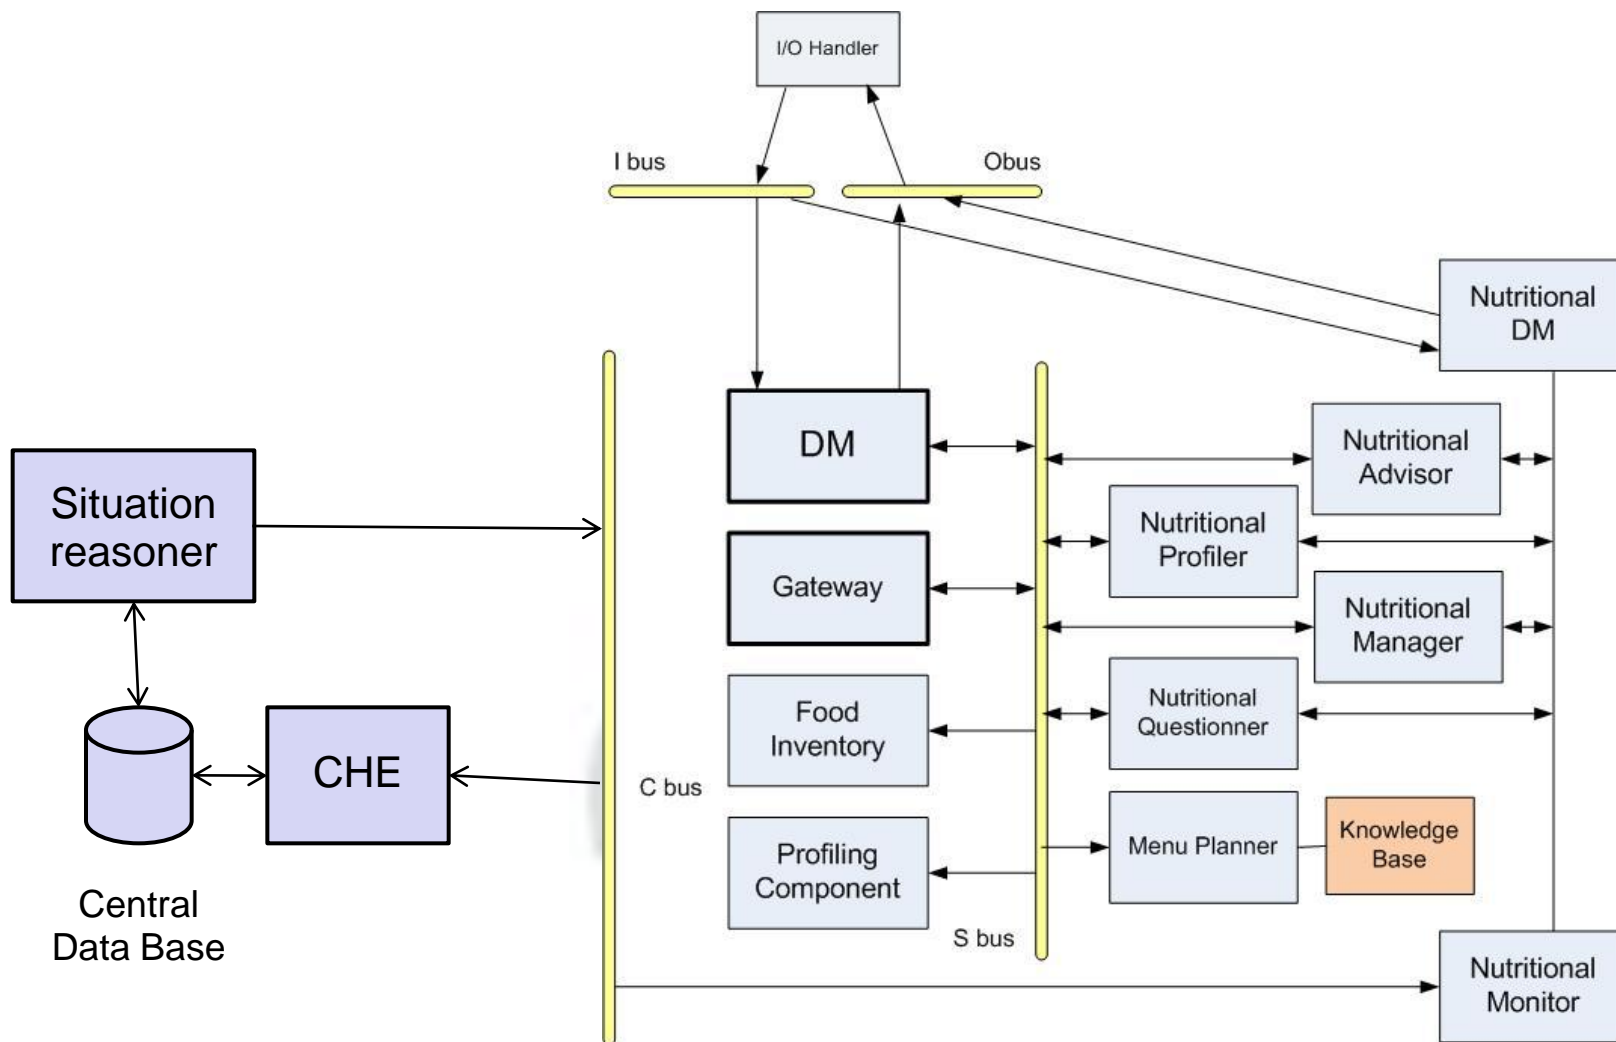 I/O Handler
I bus
Obus
Nutritional
DM
DM
Nutritional
Advisor
Situation
reasoner
Nutritional
Profiler
Gateway
Nutritional
Manager
Food
Inventory
Nutritional
Questionner
CHE
C bus
Menu Planner
Knowledge
Base
Profiling
Component
Central
Data Base
S bus
Nutritional
Monitor